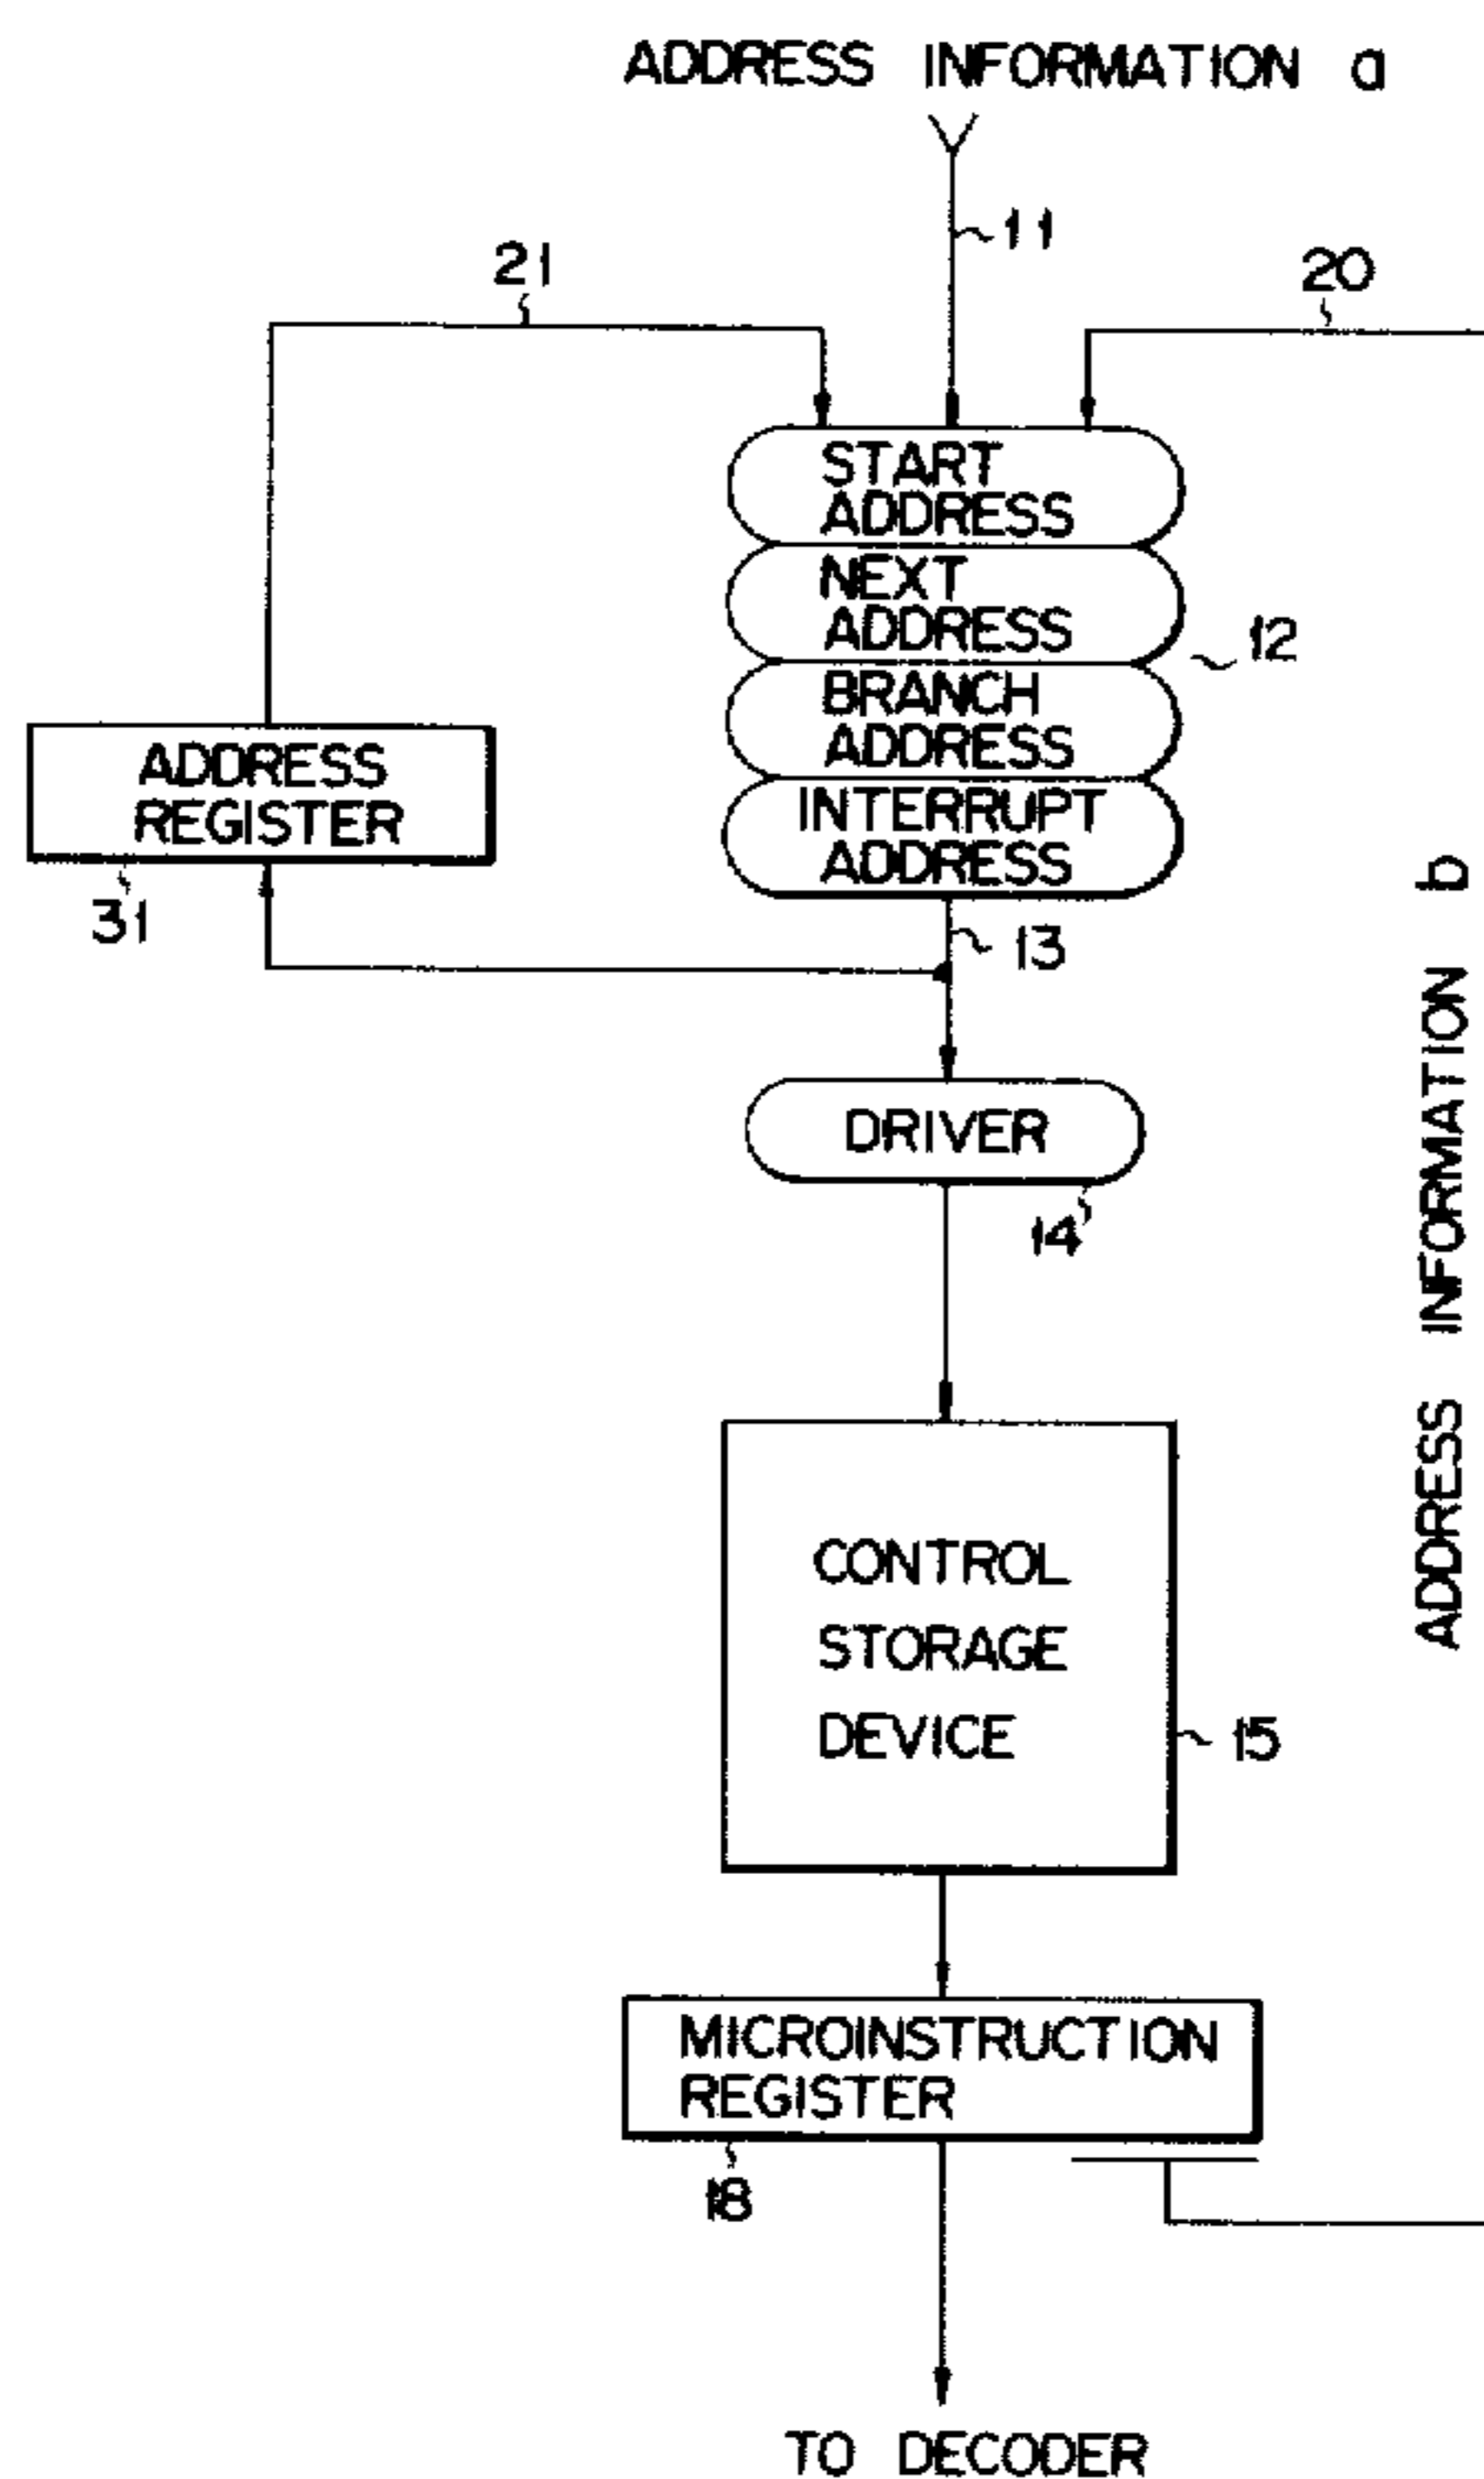 ADDRESS INFORMATION a
11
21
20
START
ADDRESS
NEXT
ADDRESS
12
BRANCH
ADDRESS
INTERRUPT
ADDRESS
ADDRESS
REGISTER
31
13
DRIVER
14
ADDRESS INFORMATION b
CONTROL
STORAGE
DEVICE
15
MICROINSTRUCTION
REGISTER
18
TO DECODER